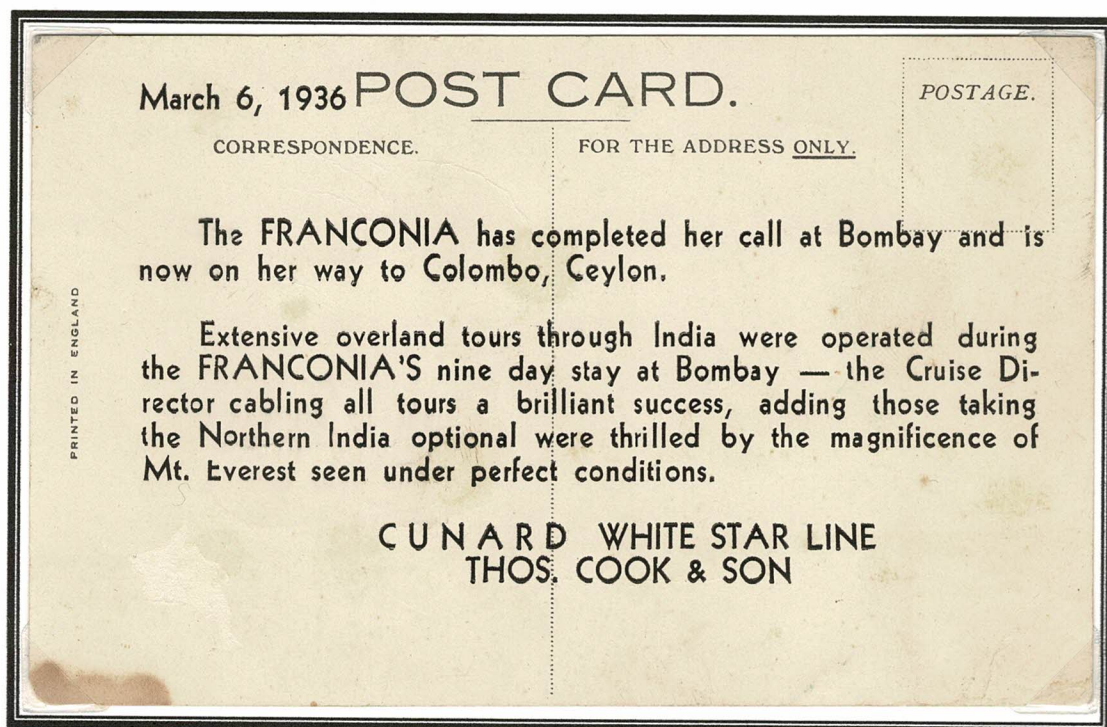 March 6, 1936 POST CARD.
POSTAGE.
CORRESPONDENCE. FOR THE ADDRESS ONLY.
The FRANCONIA has completed her call at Bombay and is
now on her way to Colombo, Ceylon.
Extensive overland tours through India were operated during
the FRANCONIA'S nine day stay at Bombay — the Cruise Di-
rector cabling all tours a brilliant success, adding those taking
the Northern India optional were thrilled by the magnificence of
Mt. Everest seen under perfect conditions.
CUNARD WHITE STAR LINE
THOS. COOK & SON
PRINTED IN ENGLAND